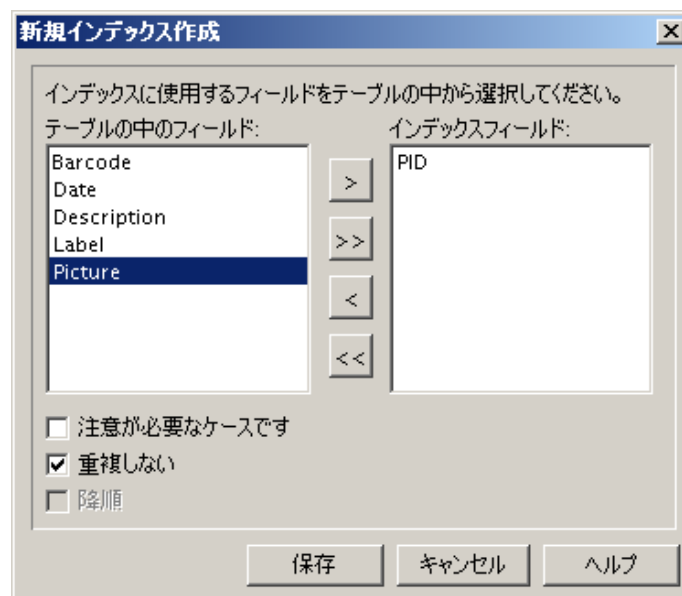 新規インデックス作成
インデックスに使用するフィールドをテーブルの中から選択してください。
テーブルの中のフィールド:
インデックスフィールド:
Barcode
Date
Description
Label
Picture
>
>>
<
<<
PID
注意が必要なケースです
重複しない
降順
保存
キャンセル
ヘルプ